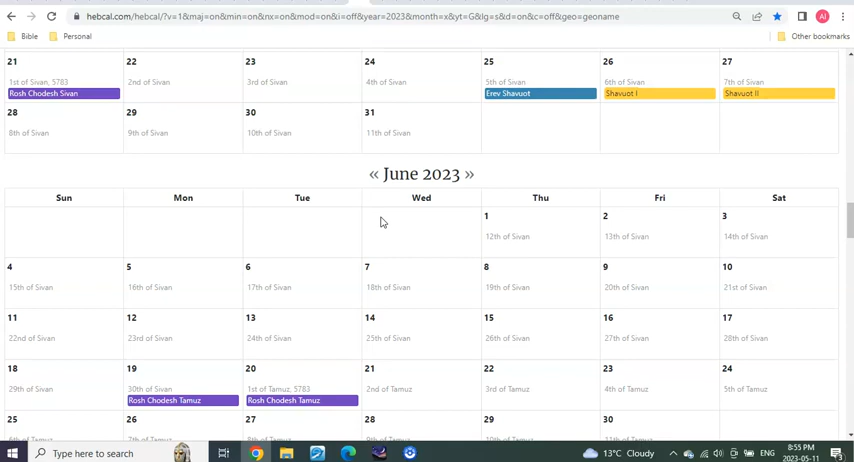 hebcal.com/hebcal/?v=1&maj=on&min=on&nx=on&mod=on&i=off&year=2023&month=x&yt=G&lg=s&d=on&c=off&geo=geoname
AI
Bible Personal Other bookmarks
21 22 23 24 25 26 27
1st of Sivan, 5783 2nd of Sivan 3rd of Sivan 4th of Sivan 5th of Sivan 6th of Sivan 7th of Sivan
Rosh Chodesh Sivan Erev Shavuot Shavuot I Shavuot II
28 29 30 31
8th of Sivan 9th of Sivan 10th of Sivan 11th of Sivan
« June 2023 »
Sun Mon Tue Wed Thu Fri Sat
1 2 3
12th of Sivan 13th of Sivan 14th of Sivan
4 5 6 7 8 9 10
15th of Sivan 16th of Sivan 17th of Sivan 18th of Sivan 19th of Sivan 20th of Sivan 21st of Sivan
11 12 13 14 15 16 17
22nd of Sivan 23rd of Sivan 24th of Sivan 25th of Sivan 26th of Sivan 27th of Sivan 28th of Sivan
18 19 20 21 22 23 24
29th of Sivan 30th of Sivan 1st of Tamuz, 5783 2nd of Tamuz 3rd of Tamuz 4th of Tamuz 5th of Tamuz
Rosh Chodesh Tamuz Rosh Chodesh Tamuz
25 26 27 28 29 30
Type here to search 13°C Cloudy ENG 8:55 PM
2023-05-11 3